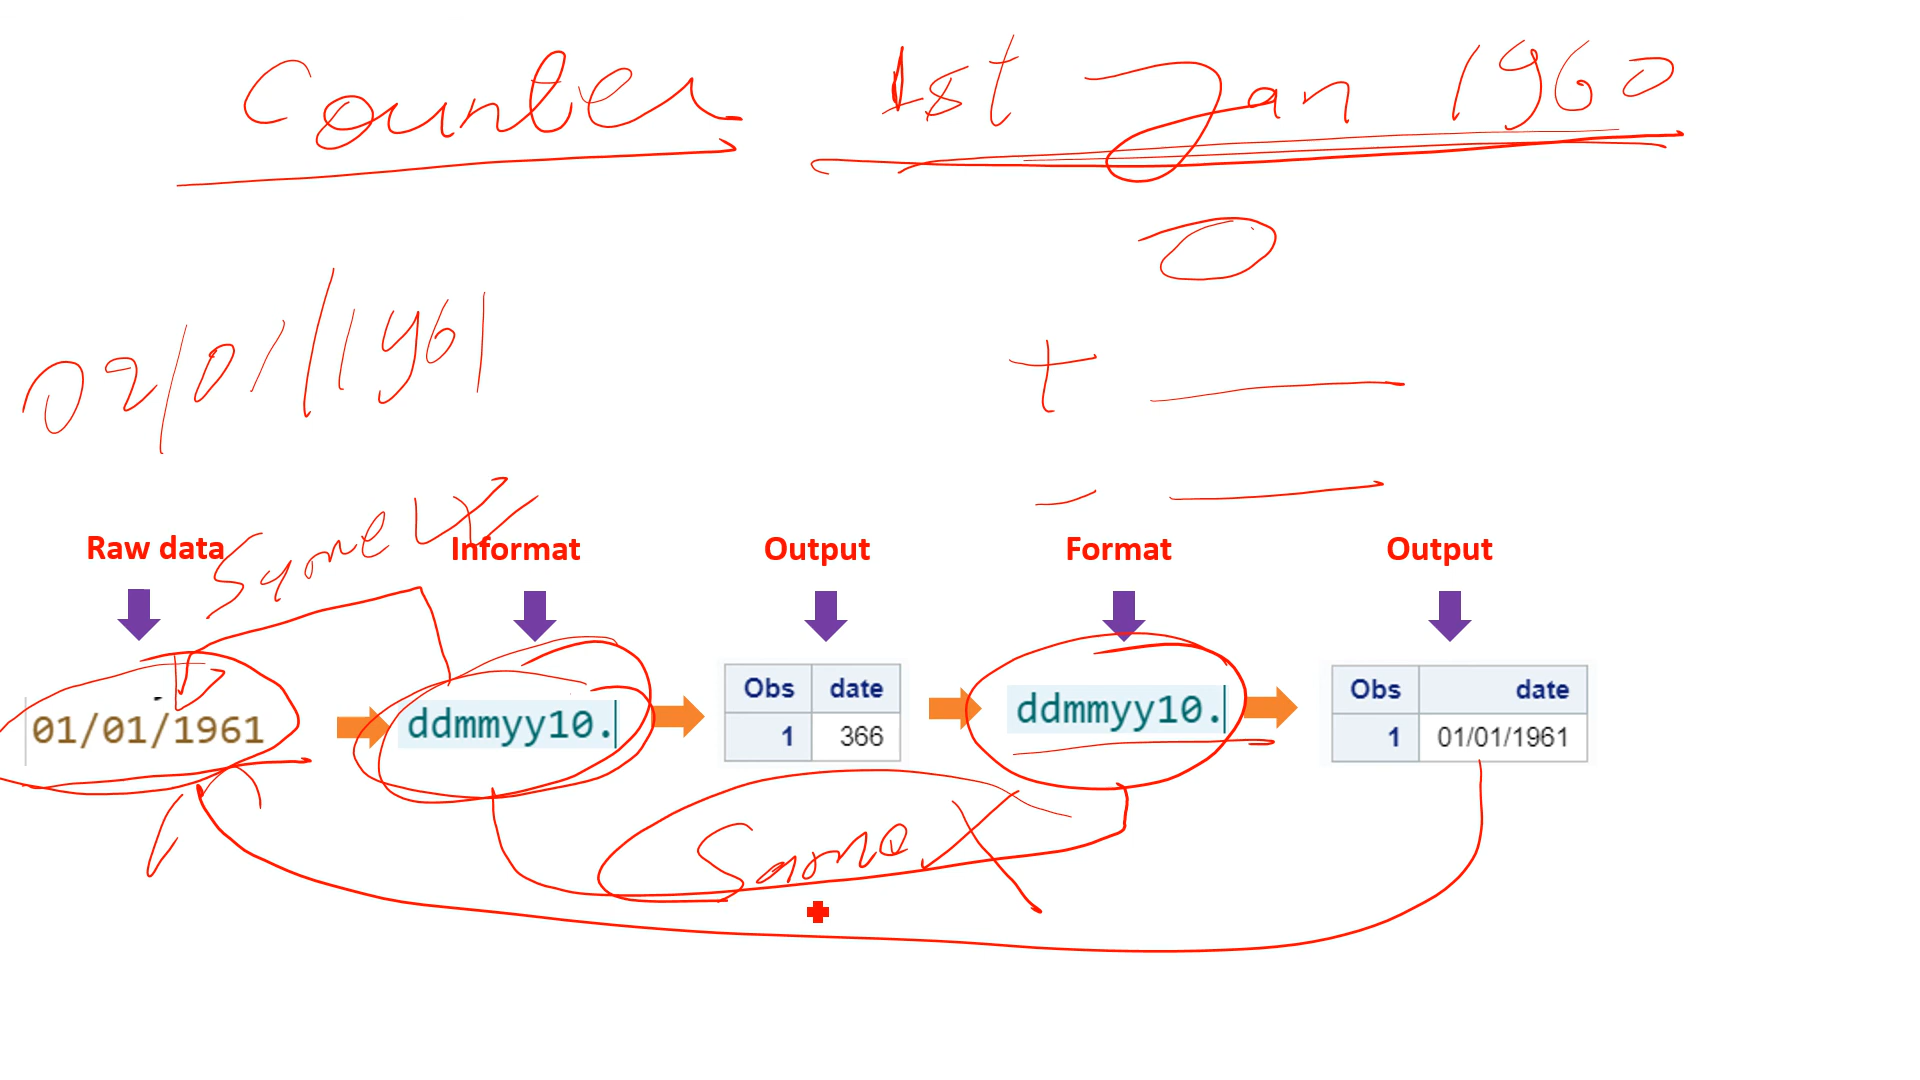 Counter 1st Jan 1960
0
02/01/1961
+
-
Same
Raw data Informat Output Format Output
01/01/1961 ddmmyy10. ddmmyy10.
Obs date
1 366
Obs date
1 01/01/1961
Same X